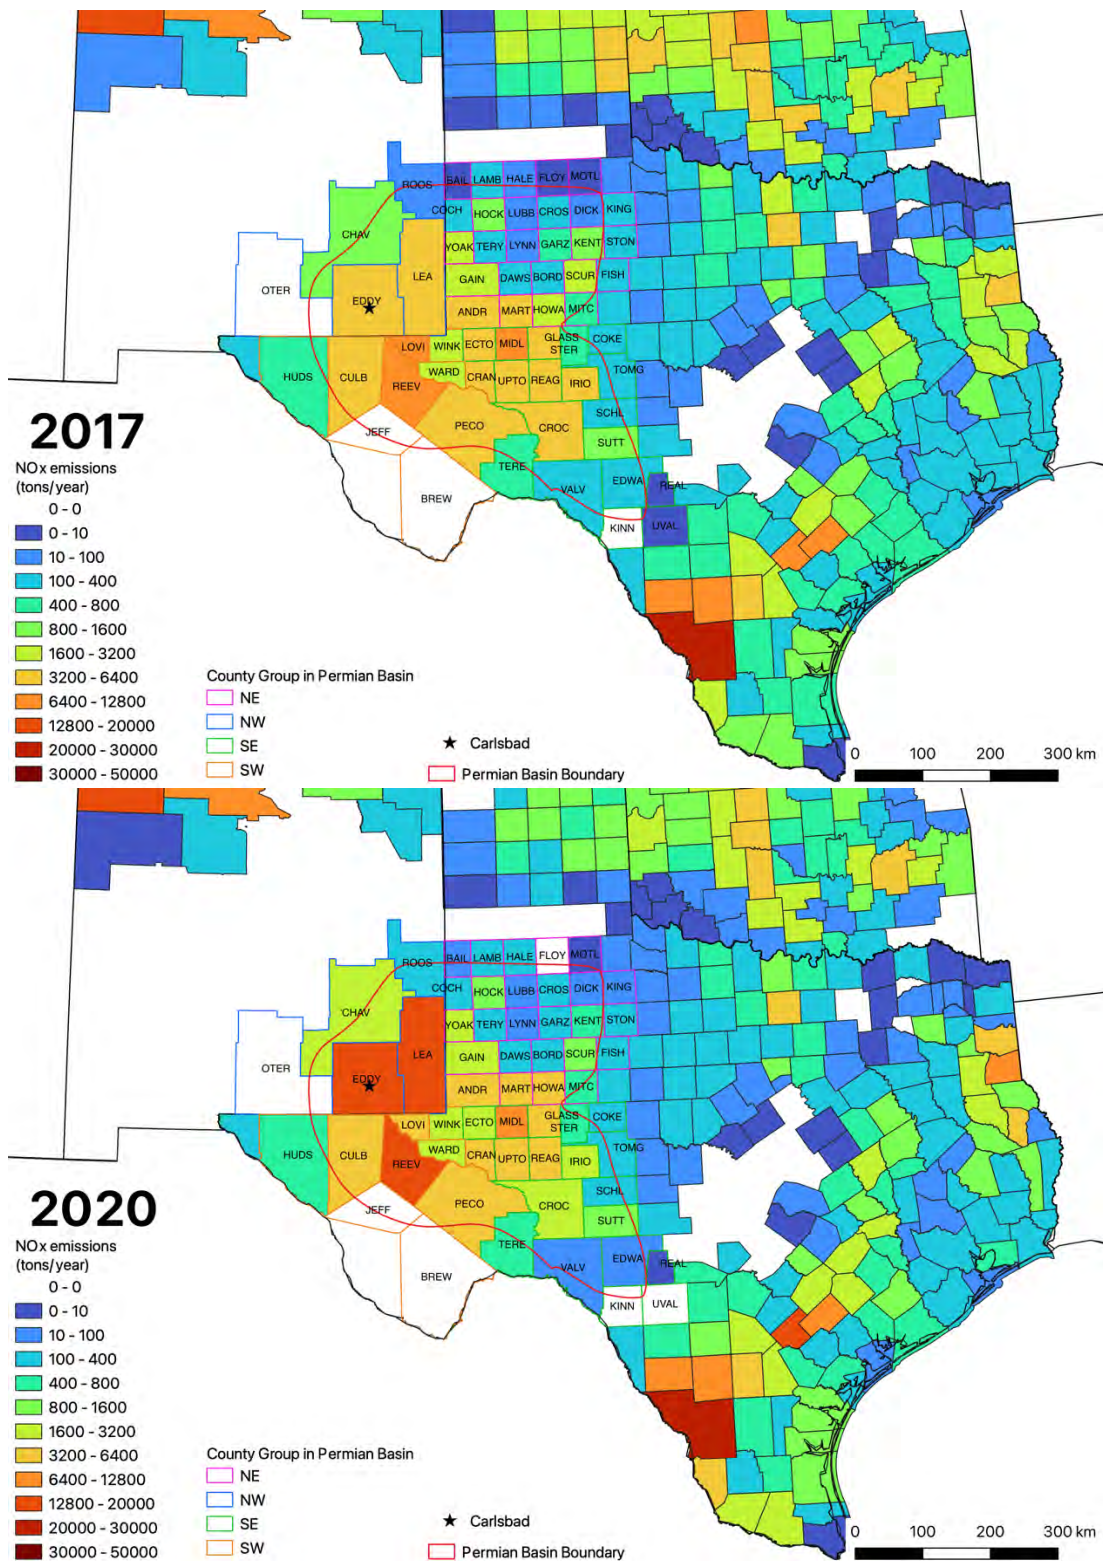 ROOS BAIL LAMB HALE FLOY MOTL
COCH HOCK LUBB CROS DICK KING
CHAV YOAK TERY LYNN GARZ KENT STON
OTER EDDY LEA GAIN DAWS BORD SCUR FISH
ANDR MART HOWA MITC
LOVI WINK ECTO MIDL GLASS STER COKE
HUDS CULB REEV WARD CRAN UPTO REAG IRIO TOMG
JEFF PECO CROC SCHL
SUTT
TERE
BREW VALV EDWA REAL
KINN UVAL
2017
NOx emissions
(tons/year)
0 - 0
0 - 10
10 - 100
100 - 400
400 - 800
800 - 1600
1600 - 3200
3200 - 6400
6400 - 12800
12800 - 20000
20000 - 30000
30000 - 50000
County Group in Permian Basin
NE
NW
SE
SW
★ Carlsbad
Permian Basin Boundary
0 100 200 300 km
ROOS BAIL LAMB HALE FLOY MOTL
COCH HOCK LUBB CROS DICK KING
CHAV YOAK TERY LYNN GARZ KENT STON
OTER EDDY LEA GAIN DAWS BORD SCUR FISH
ANDR MART HOWA MITC
LOVI WINK ECTO MIDL GLASS STER COKE
HUDS CULB REEV WARD CRAN UPTO REAG IRIO TOMG
JEFF PECO CROC SCHL
SUTT
TERE
BREW VALV EDWA REAL
KINN UVAL
2020
NOx emissions
(tons/year)
0 - 0
0 - 10
10 - 100
100 - 400
400 - 800
800 - 1600
1600 - 3200
3200 - 6400
6400 - 12800
12800 - 20000
20000 - 30000
30000 - 50000
County Group in Permian Basin
NE
NW
SE
SW
★ Carlsbad
Permian Basin Boundary
0 100 200 300 km